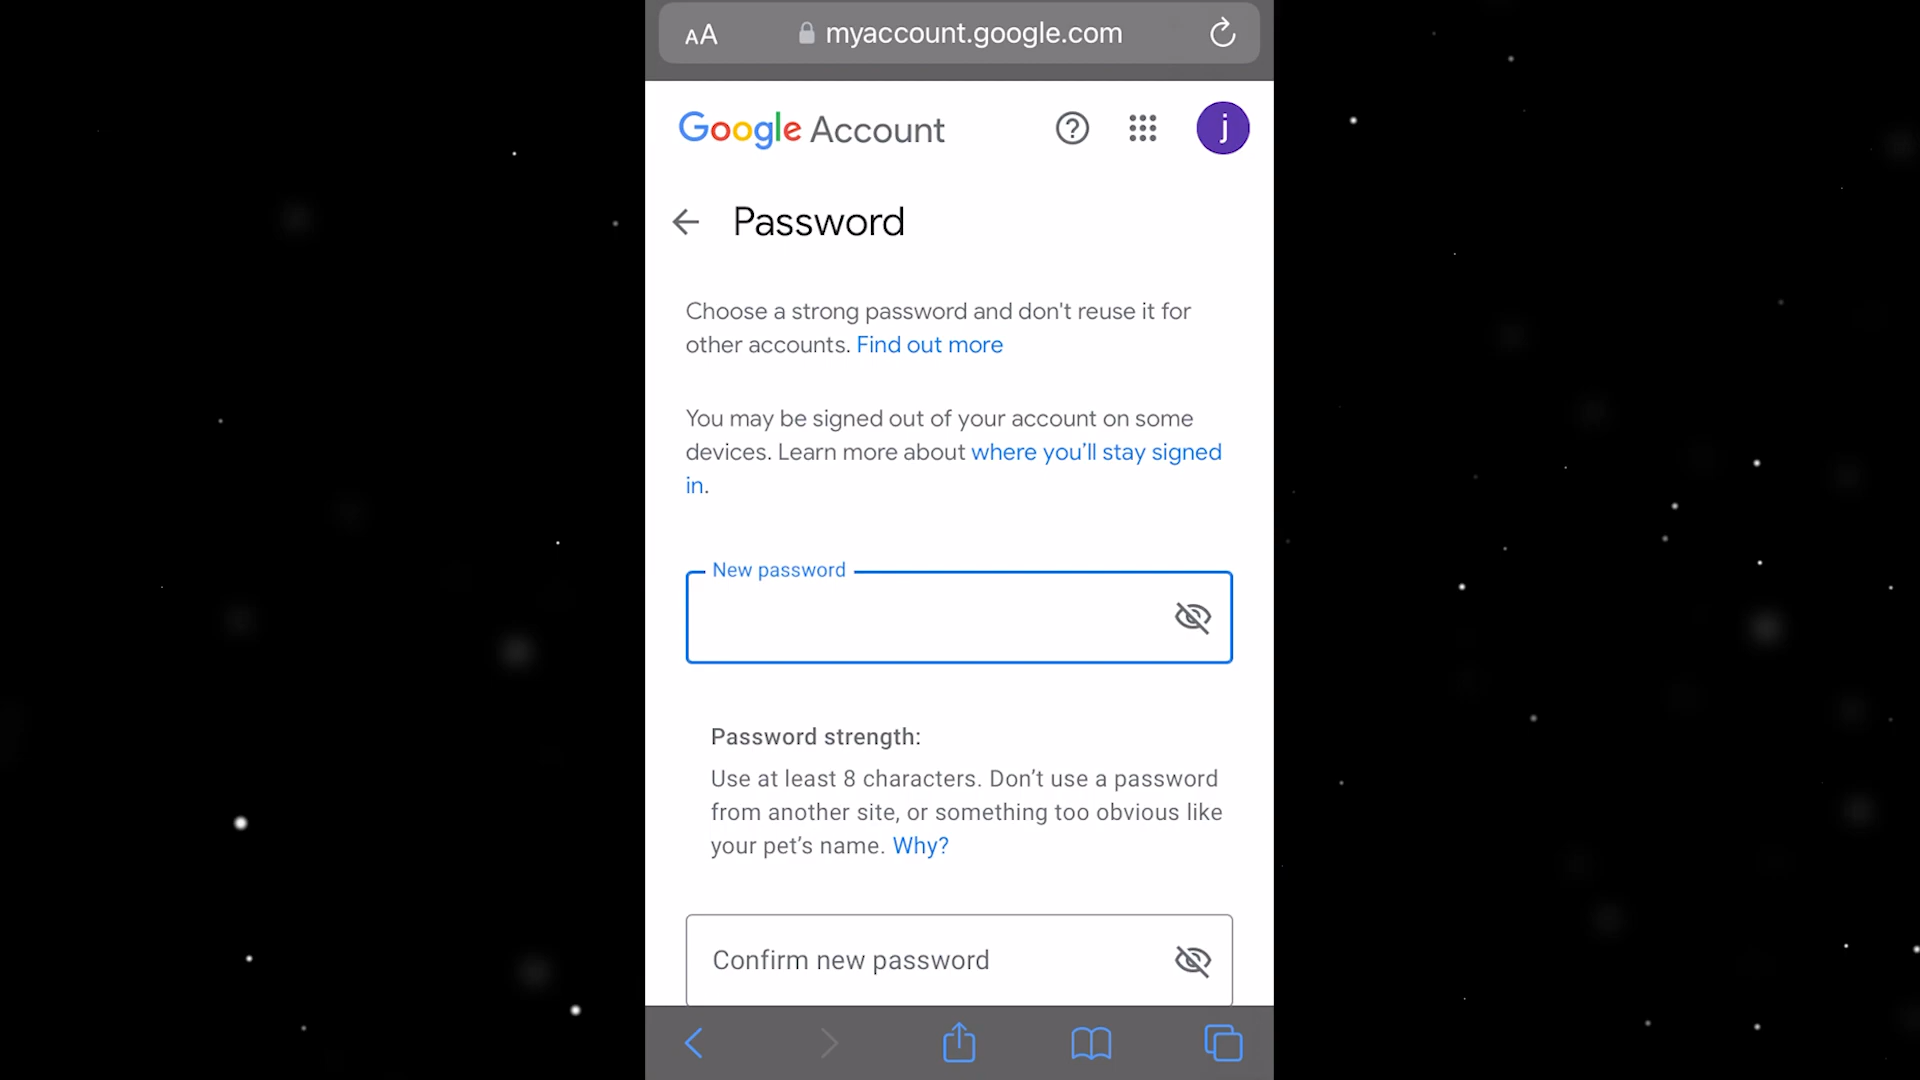 AA myaccount.google.com
Google Account
j
Password
Choose a strong password and don't reuse it for
other accounts. Find out more
You may be signed out of your account on some
devices. Learn more about where you’ll stay signed
in.
New password
Password strength:
Use at least 8 characters. Don’t use a password
from another site, or something too obvious like
your pet’s name. Why?
Confirm new password